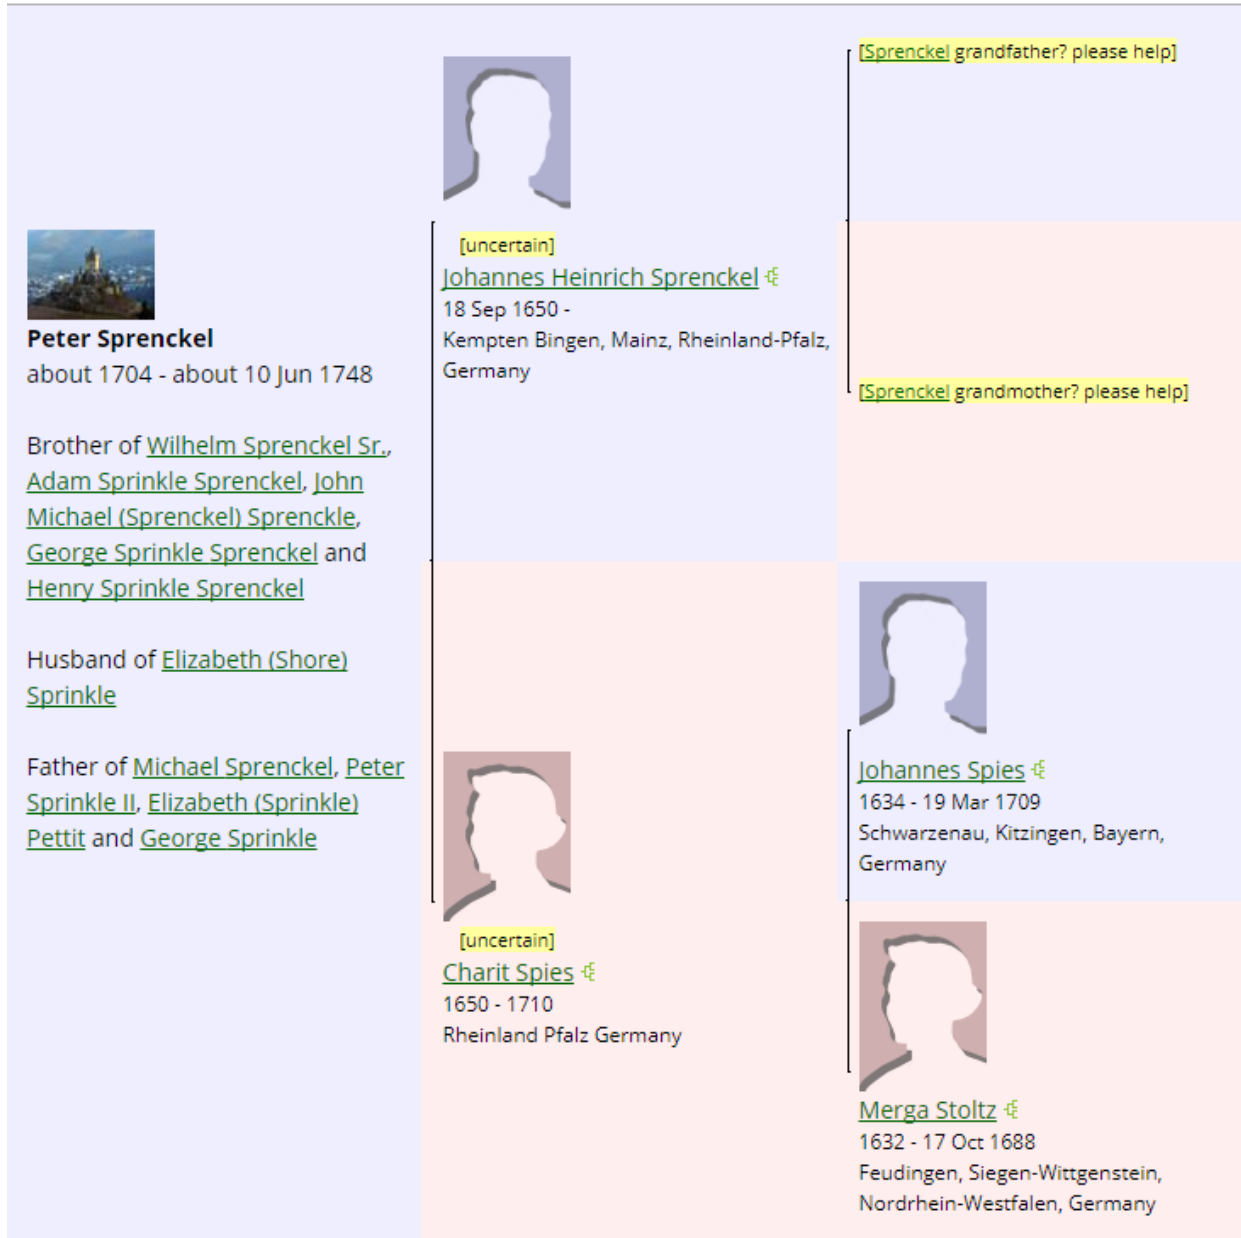 Peter Sprenckel
about 1704 - about 10 Jun 1748
Brother of Wilhelm Sprenckel Sr.,
Adam Sprinkle Sprenckel, John
Michael (Sprenckel) Sprenckle,
George Sprinkle Sprenckel and
Henry Sprinkle Sprenckel
Husband of Elizabeth (Shore)
Sprinkle
Father of Michael Sprenckel, Peter
Sprinkle II, Elizabeth (Sprinkle)
Pettit and George Sprinkle
[uncertain]
Johannes Heinrich Sprenckel
18 Sep 1650 -
Kempten Bingen, Mainz, Rheinland-Pfalz,
Germany
[uncertain]
Charit Spies
1650 - 1710
Rheinland Pfalz Germany
[Sprenckel grandfather? please help]
[Sprenckel grandmother? please help]
Johannes Spies
1634 - 19 Mar 1709
Schwarzenau, Kitzingen, Bayern,
Germany
Merga Stoltz
1632 - 17 Oct 1688
Feudingen, Siegen-Wittgenstein,
Nordrhein-Westfalen, Germany